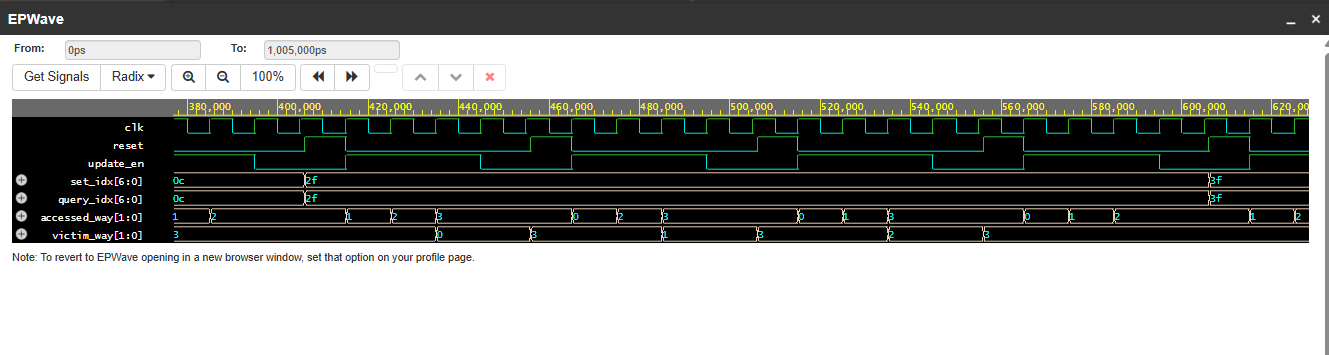 EPWave
From: 0ps To: 1,005,000ps
Get Signals Radix 100%
380,000 400,000 420,000 440,000 460,000 480,000 500,000 520,000 540,000 560,000 580,000 600,000 620,0
clk
reset
update_en
set_idx[6:0] 0c 2f 3f
query_idx[6:0] 0c 2f 3f
accessed_way[1:0] 1 2 1 2 3 0 2 3 0 1 3 0 1 2 1 2
victim_way[1:0] 3 0 3 1 3 2 3
Note: To revert to EPWave opening in a new browser window, set that option on your profile page.